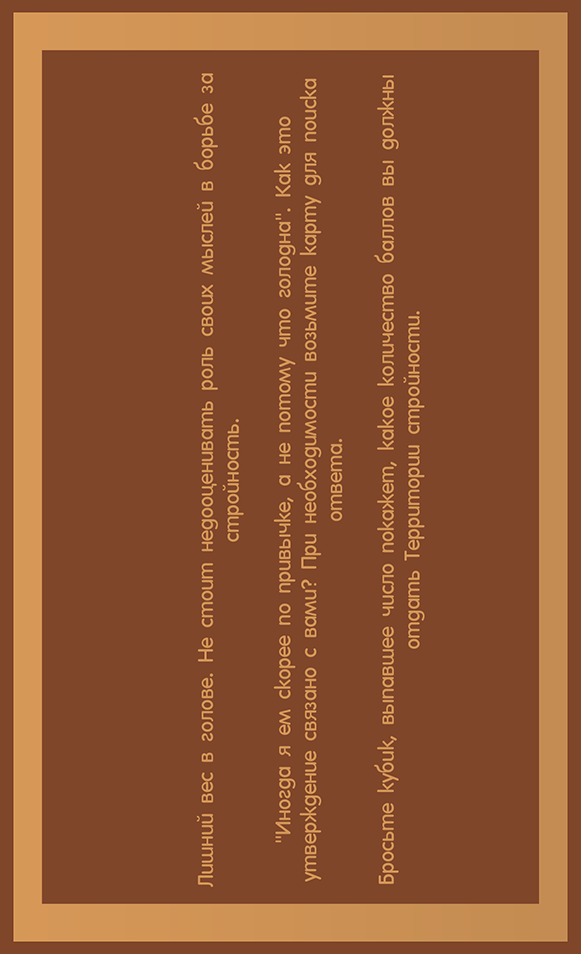 Лишний вес в голове. Не стоит недооценивать роль своих мыслей в борьбе за
стройность.
"Иногда я ем скорее по привычке, а не потому что голодна". Как это
утверждение связано с вами? При необходимости возьмите карту для поиска
ответа.
Бросьте кубик, выпавшее число покажет, какое количество баллов вы должны
отдать Территории стройности.